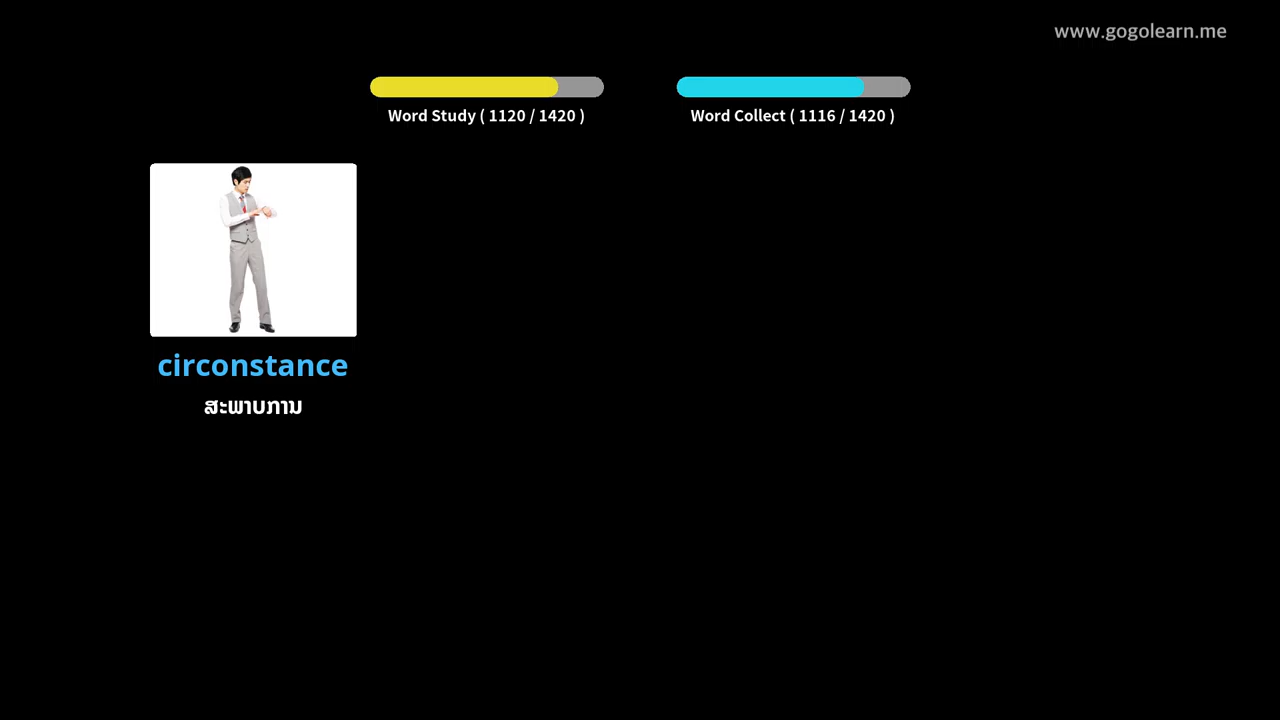 www.gogolearn.me
Word Study ( 1120 / 1420 )
Word Collect ( 1116 / 1420 )
circonstance
ສະພາບການ